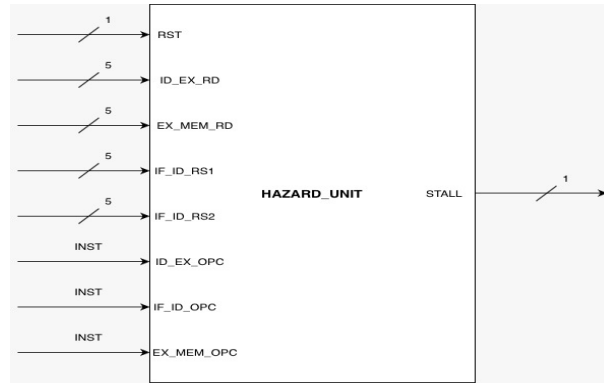 1
RST
5
ID_EX_RD
5
EX_MEM_RD
5
IF_ID_RS1
HAZARD_UNIT
STALL
1
5
IF_ID_RS2
INST
ID_EX_OPC
INST
IF_ID_OPC
INST
EX_MEM_OPC